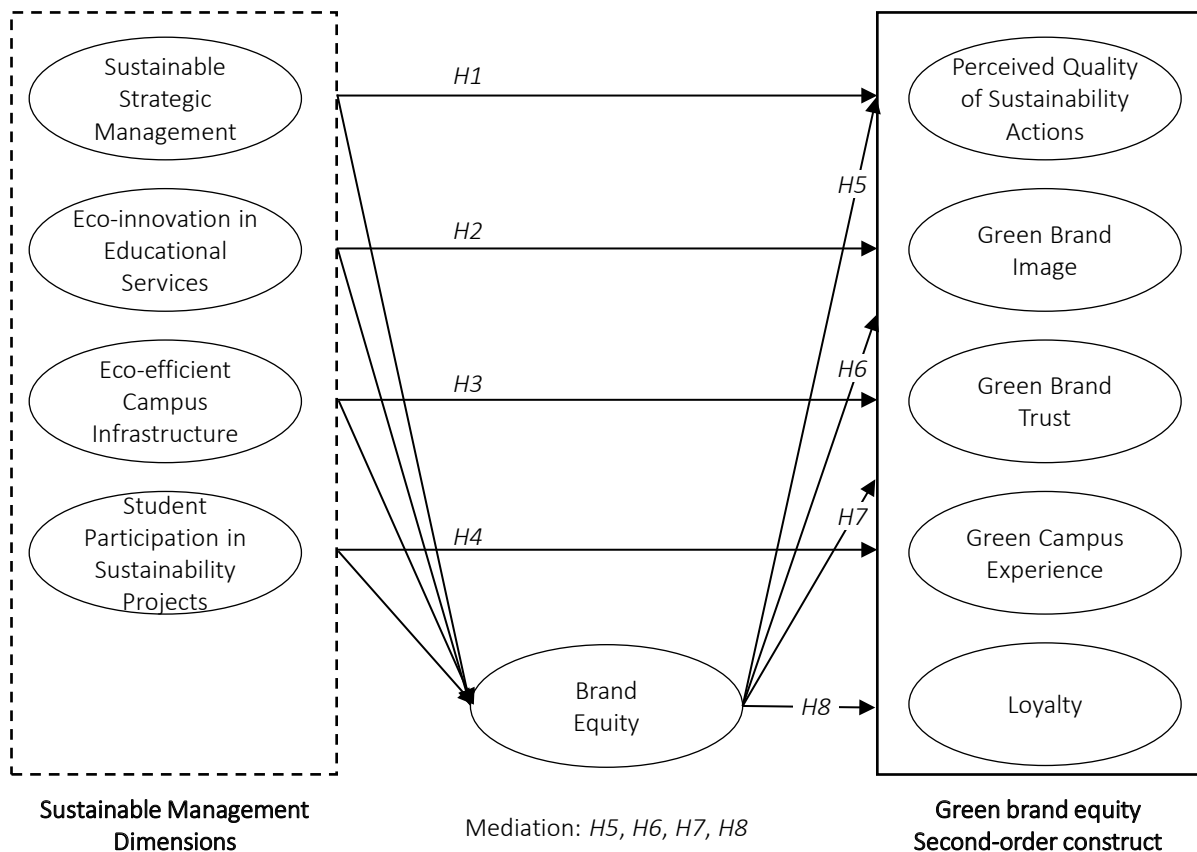 Sustainable
Strategic
Management
Eco-innovation in
Educational
Services
Eco-efficient
Campus
Infrastructure
Student
Participation in
Sustainability
Projects
H1
H2
H3
H4
H5
H6
H7
H8
Brand
Equity
Perceived Quality
of Sustainability
Actions
Green Brand
Image
Green Brand
Trust
Green Campus
Experience
Loyalty
Sustainable Management
Dimensions
Mediation: H5, H6, H7, H8
Green brand equity
Second-order construct